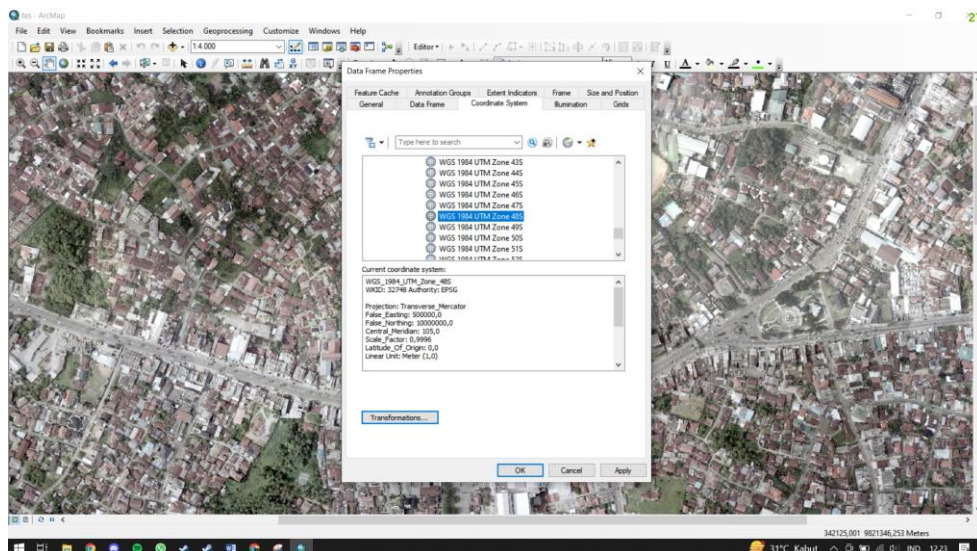 tes - ArcMap
File Edit View Bookmarks Insert Selection Geoprocessing Customize Windows Help
1:4.000
Editor
Data Frame Properties
Feature Cache Annotation Groups Extent Indicators Frame Size and Position
General Data Frame Coordinate System Illumination Grids
Type here to search
WGS 1984 UTM Zone 43S
WGS 1984 UTM Zone 44S
WGS 1984 UTM Zone 45S
WGS 1984 UTM Zone 46S
WGS 1984 UTM Zone 47S
WGS 1984 UTM Zone 48S
WGS 1984 UTM Zone 49S
WGS 1984 UTM Zone 50S
WGS 1984 UTM Zone 51S
WGS 1984 UTM Zone 52S
Current coordinate system:
WGS_1984_UTM_Zone_48S
WKID: 32748 Authority: EPSG
Projection: Transverse_Mercator
False_Easting: 500000,0
False_Northing: 10000000,0
Central_Meridian: 105,0
Scale_Factor: 0,9996
Latitude_Of_Origin: 0,0
Linear Unit: Meter (1,0)
Transformations...
OK Cancel Apply
342125,001 9821346,253 Meters
31°C Kabut IND 12.23